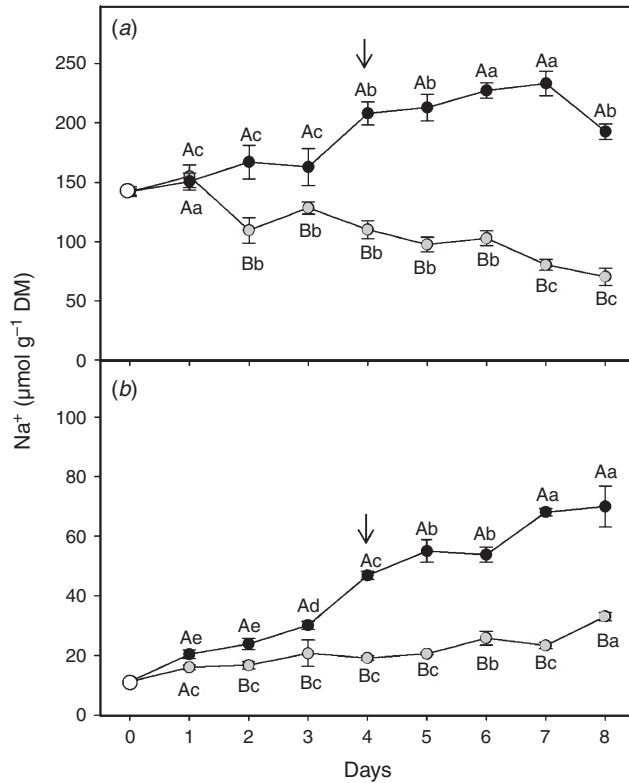 (a)
250
200
150
100
50
0
Ac
Ac
Ac
Ab
Ab
Aa
Aa
Ab
Aa
Bb
Bb
Bb
Bb
Bb
Bc
Bc
Na⁺ (µmol g⁻¹ DM)
(b)
100
80
60
40
20
0
Ae
Ae
Ad
Ac
Ab
Ab
Aa
Aa
Ac
Bc
Bc
Bc
Bc
Bb
Bc
Ba
0 1 2 3 4 5 6 7 8
Days